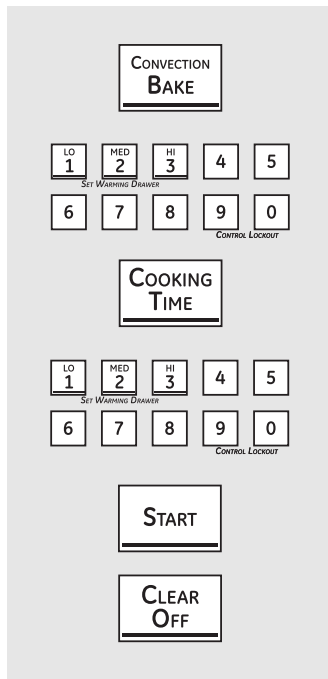 CONVECTION
BAKE
LO MED HI
1 2 3 4 5
SET WARMING DRAWER
6 7 8 9 0
CONTROL LOCKOUT
COOKING
TIME
LO MED HI
1 2 3 4 5
SET WARMING DRAWER
6 7 8 9 0
CONTROL LOCKOUT
START
CLEAR
OFF